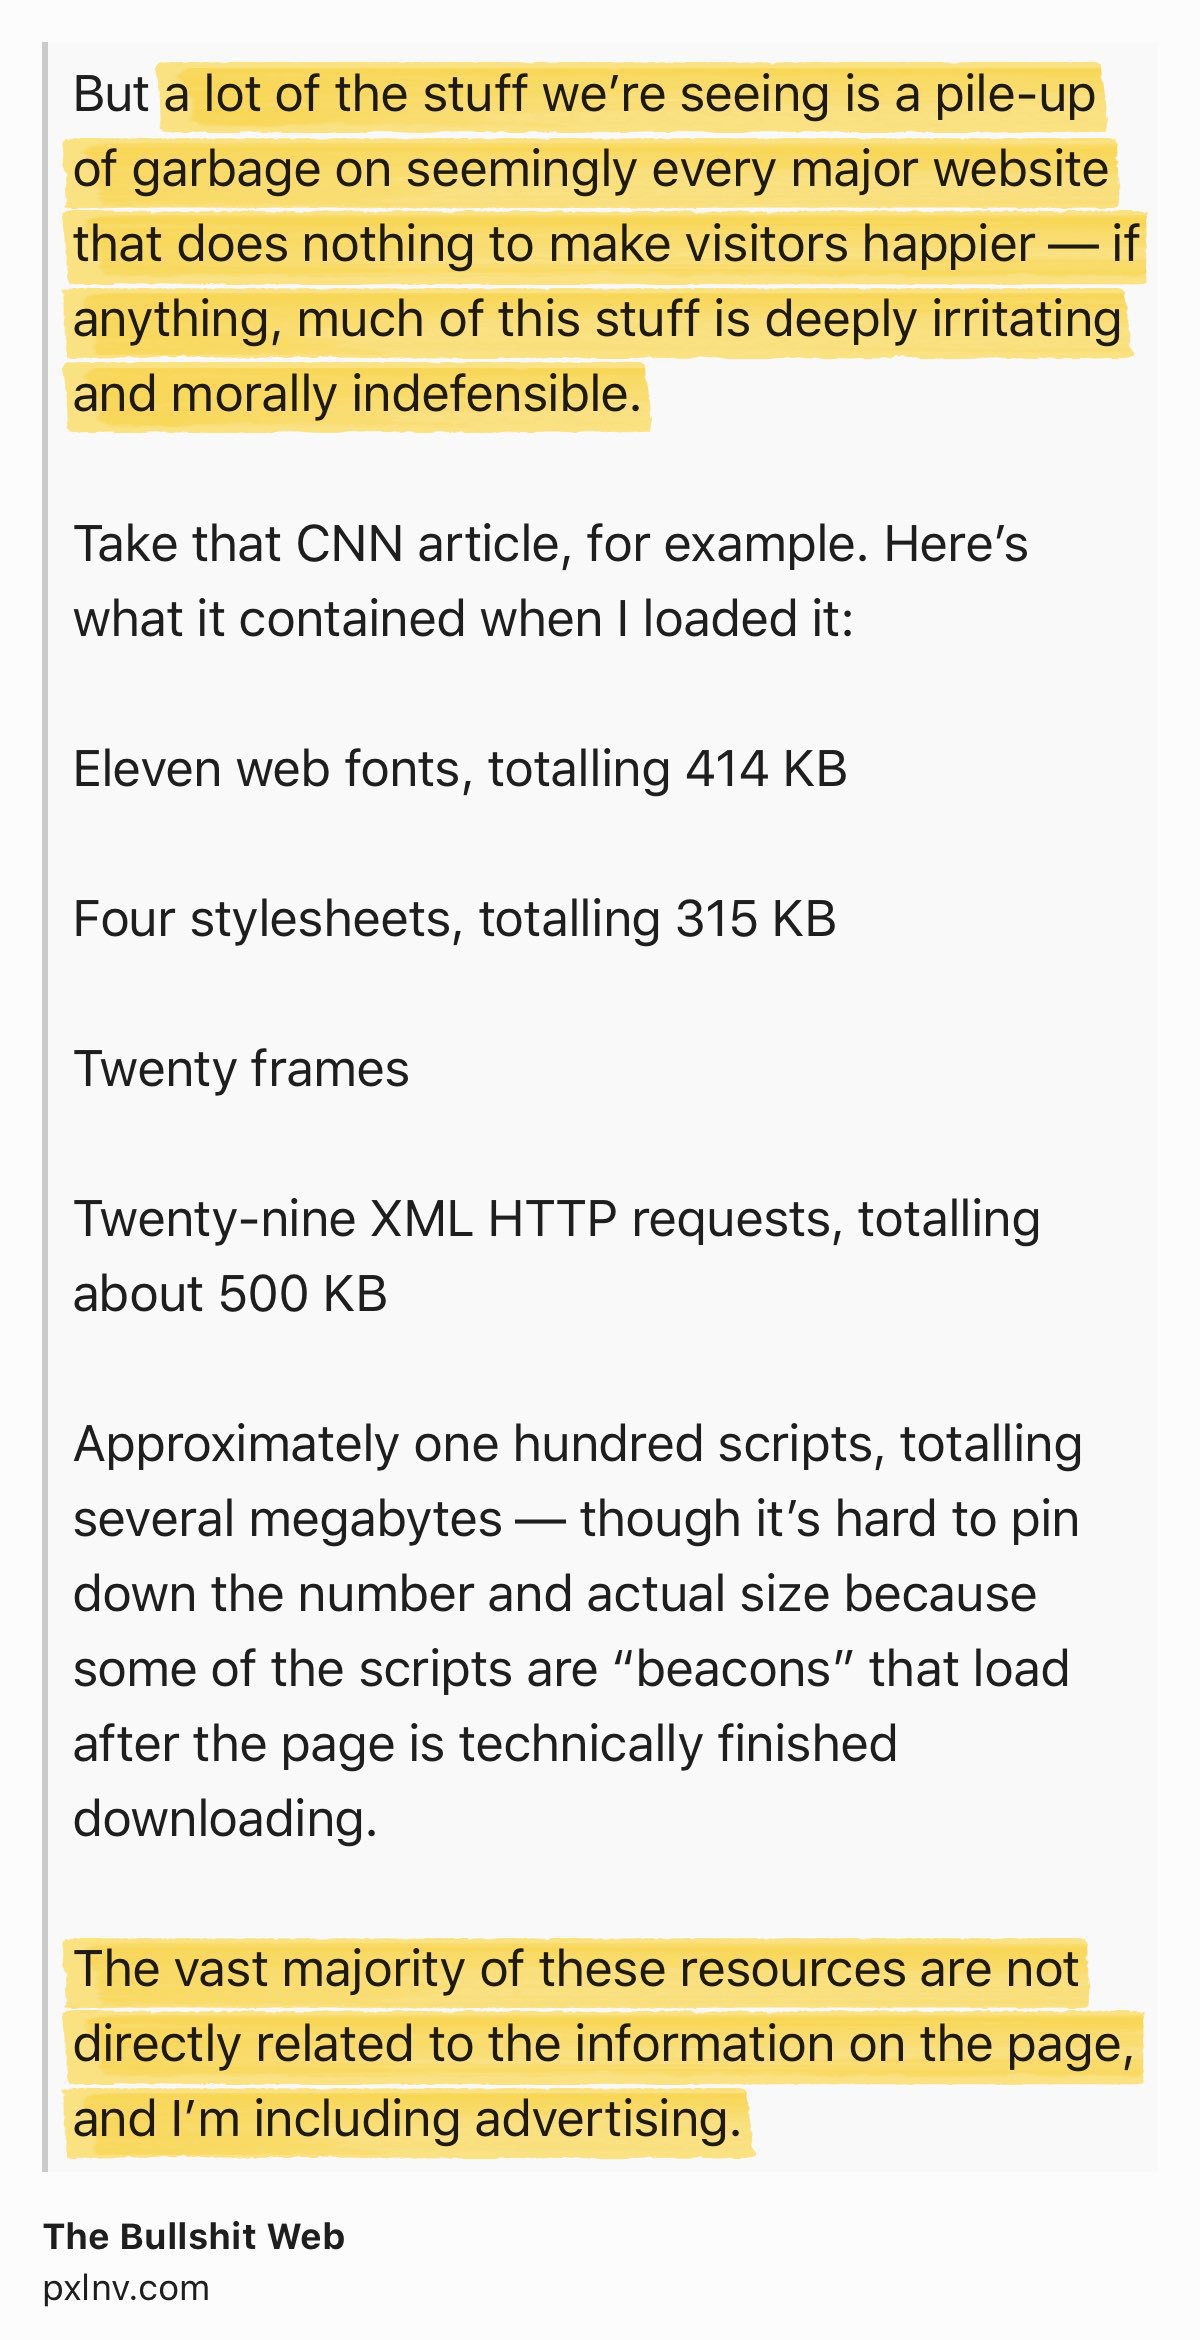 But a lot of the stuff we’re seeing is a pile-up
of garbage on seemingly every major website
that does nothing to make visitors happier — if
anything, much of this stuff is deeply irritating
and morally indefensible.
Take that CNN article, for example. Here’s
what it contained when I loaded it:
Eleven web fonts, totalling 414 KB
Four stylesheets, totalling 315 KB
Twenty frames
Twenty-nine XML HTTP requests, totalling
about 500 KB
Approximately one hundred scripts, totalling
several megabytes — though it’s hard to pin
down the number and actual size because
some of the scripts are “beacons” that load
after the page is technically finished
downloading.
The vast majority of these resources are not
directly related to the information on the page,
and I’m including advertising.
The Bullshit Web
pxlnv.com